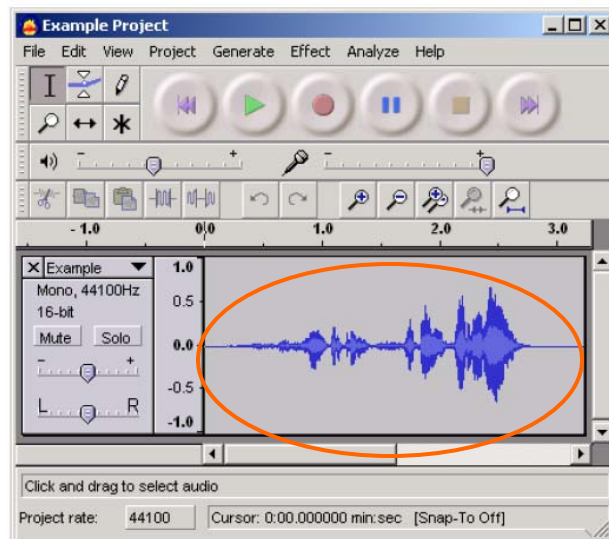 Example Project
File Edit View Project Generate Effect Analyze Help
- +
- +
- 1.0 0,0 1.0 2.0 3.0
X Example
Mono, 44100Hz
16-bit
Mute Solo
- +
L R
1.0
0.5
0.0
-0.5
-1.0
Click and drag to select audio
Project rate: 44100 Cursor: 0:00.000000 min:sec [Snap-To Off]